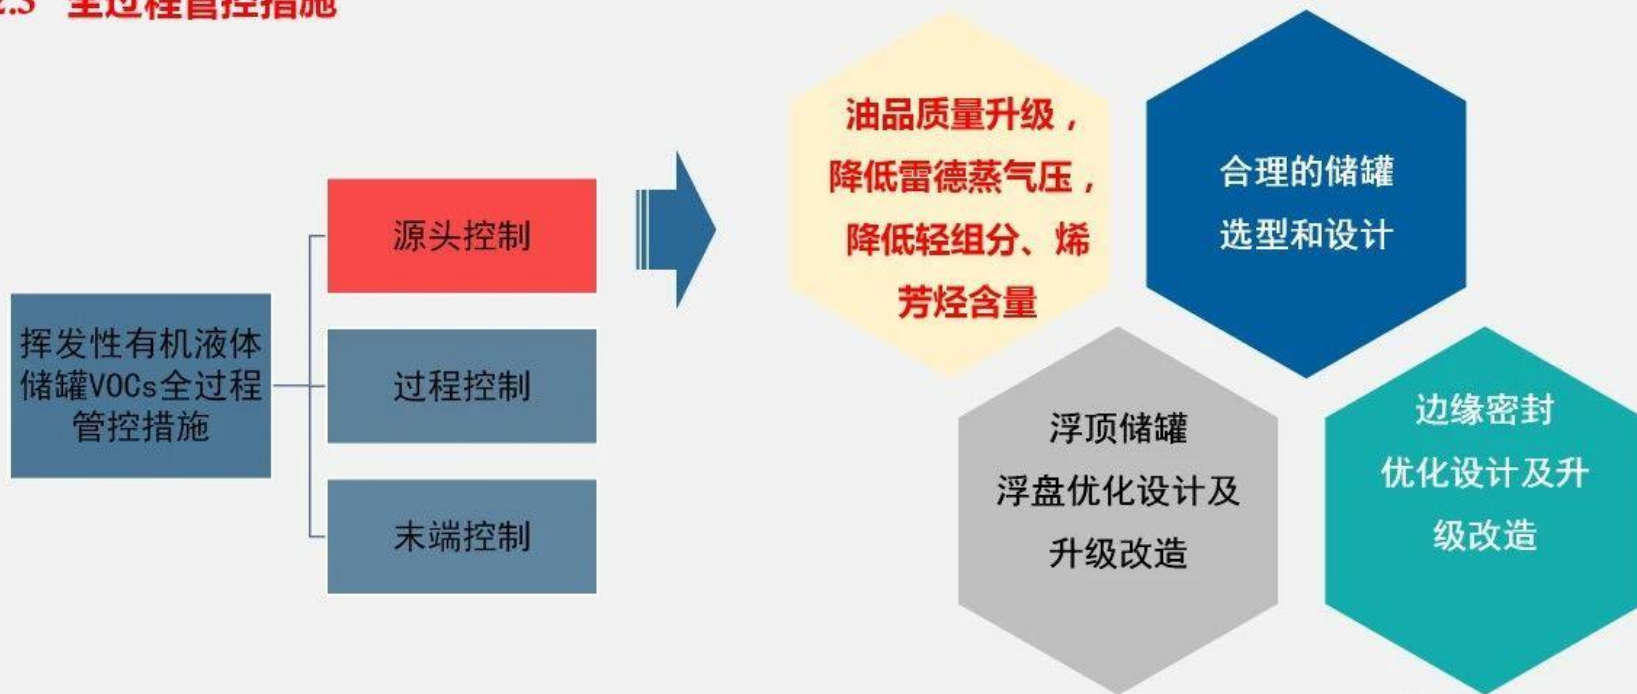 2.3 全过程管控措施
挥发性有机液体
储罐VOCs全过程
管控措施
源头控制
过程控制
末端控制
油品质量升级，
降低雷德蒸气压，
降低轻组分、烯
芳烃含量
合理的储罐
选型和设计
浮顶储罐
浮盘优化设计及
升级改造
边缘密封
优化设计及升
级改造